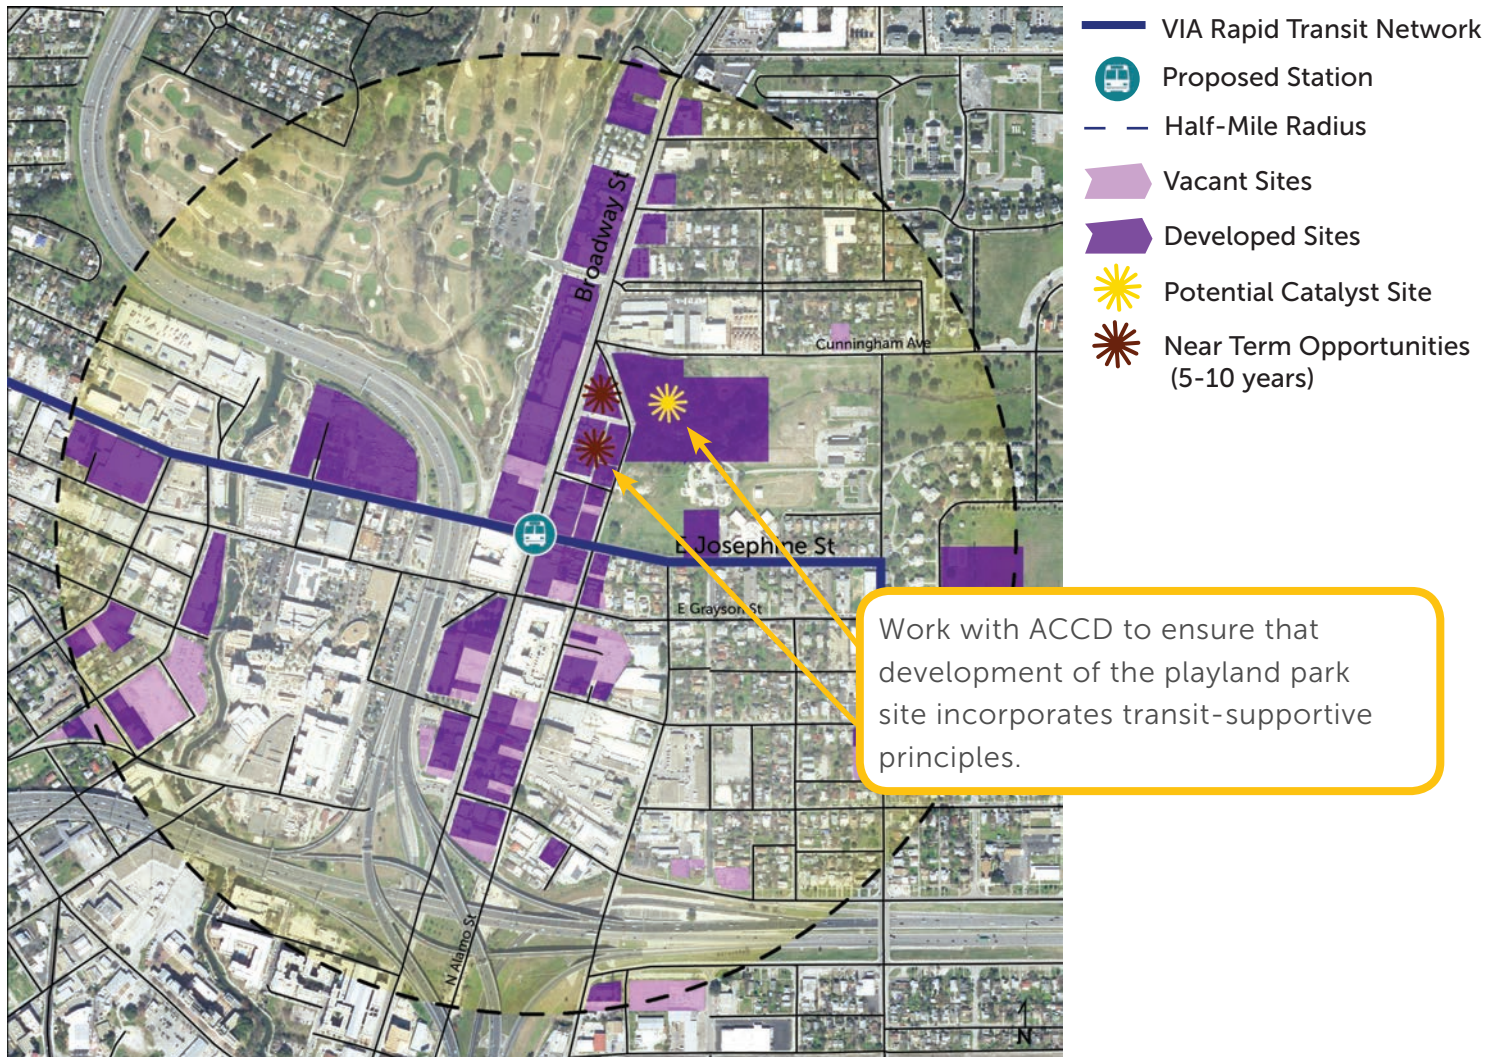 VIA Rapid Transit Network
Proposed Station
Half-Mile Radius
Vacant Sites
Developed Sites
Potential Catalyst Site
Near Term Opportunities
(5-10 years)
Broadway St
Cunningham Ave
E Josephine St
E Grayson St
Work with ACCD to ensure that
development of the playland park
site incorporates transit-supportive
principles.
N Alamo St
N